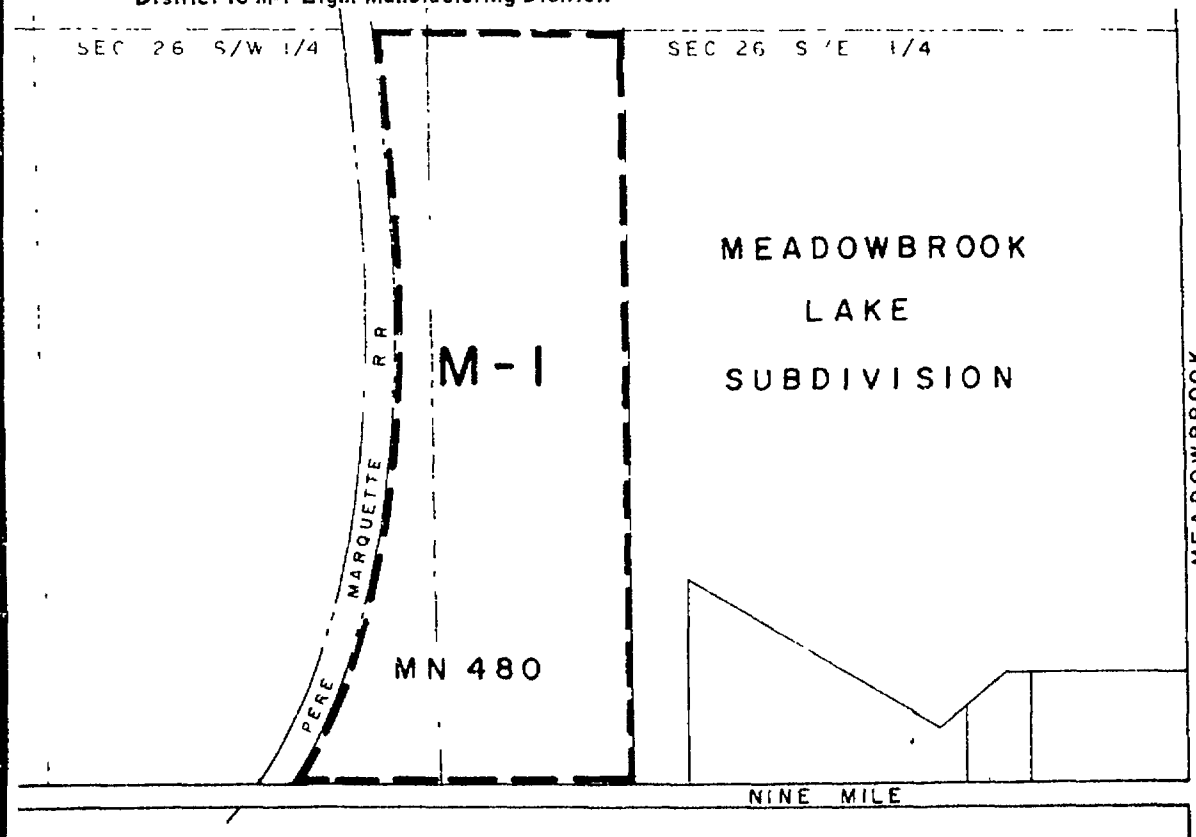 District to M-1 Light Manufacturing District
SEC 26 S/W 1/4
SEC 26 S/E 1/4
MEADOWBROOK
LAKE
SUBDIVISION
M-1
PERE MARQUETTE RR
MN 480
MEADOWBROOK
NINE MILE